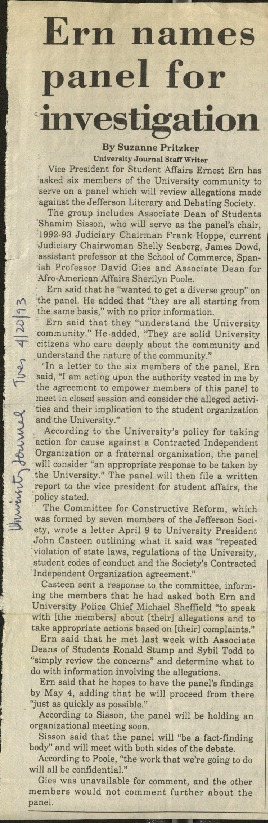 Ern names
panel for
investigation
By Suzanne Pritzker
University Journal Staff Writer
Vice President for Student Affairs Ernest Ern has
asked six members of the University community to
serve on a panel which will review allegations made
against the Jefferson Literary and Debating Society.
The group includes Associate Dean of Students
Shamim Sisson, who will serve as the panel's chair,
1992-93 Judiciary Chairman Frank Hoppe, current
Judiciary Chairwoman Shelly Seaberg, James Dowd,
assistant professor at the School of Commerce, Span-
ish Professor David Gies and Associate Dean for
Afro-American Affairs Sherllyn Poole.
Ern said that he "wanted to get a diverse group" on
the panel. He added that "they are all starting from
the same basis," with no prior information.
Ern said that they "understand the University
community." He added, "They are solid University
citizens who care deeply about the community and
understand the nature of the community."
"In a letter to the six members of the panel, Ern
said, "I am acting upon the authority vested in me by
the agreement to empower members of this panel to
meet in closed session and consider the alleged activi-
ties and their implication to the student organization
and the University."
According to the University's policy for taking
action for cause against a Contracted Independent
Organization or a fraternal organization, the panel
will consider "an appropriate response to be taken by
the University." The panel will then file a written
report to the vice president for student affairs, the
policy stated.
The Committee for Constructive Reform, which
was formed by seven members of the Jefferson Soci-
ety, wrote a letter April 9 to University President
John Casteen outlining what it said was "repeated
violation of state laws, regulations of the University,
student codes of conduct and the Society's Contracted
Independent Organization agreement."
Casteen sent a response to the committee, inform-
ing the members that he had asked both Ern and
University Police Chief Michael Sheffield "to speak
with [the members] about [their] allegations and to
take appropriate actions based on [their] complaints."
Ern said that he met last week with Associate
Deans of Students Ronald Stump and Sybil Todd to
"simply review the concerns" and determine what to
do with information involving the allegations.
Ern said that he hopes to have the panel's findings
by May 4, adding that he will proceed from there
"just as quickly as possible."
According to Sisson, the panel will be holding an
organizational meeting soon.
Sisson said that the panel will "be a fact-finding
body" and will meet with both sides of the debate.
According to Poole, "the work that we're going to do
will all be confidential."
Gies was unavailable for comment, and the other
members would not comment further about the
panel.
University Journal Tues 4/20/93